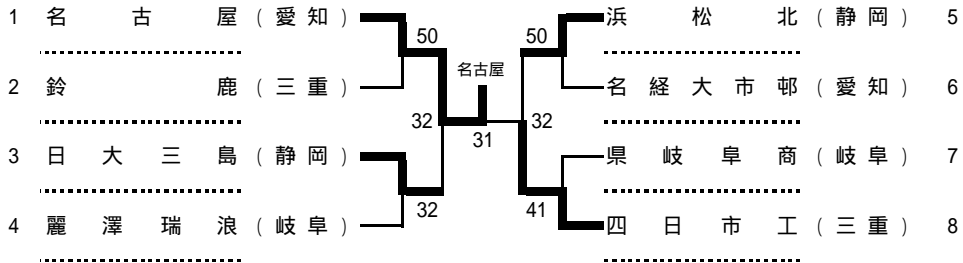 1 名古屋(愛知)
2 鈴鹿(三重)
3 日大三島(静岡)
4 麗澤瑞浪(岐阜)
50
32
32
名古屋
31
50
32
41
浜松北(静岡) 5
名経大市邨(愛知) 6
県岐阜商(岐阜) 7
四日市工(三重) 8